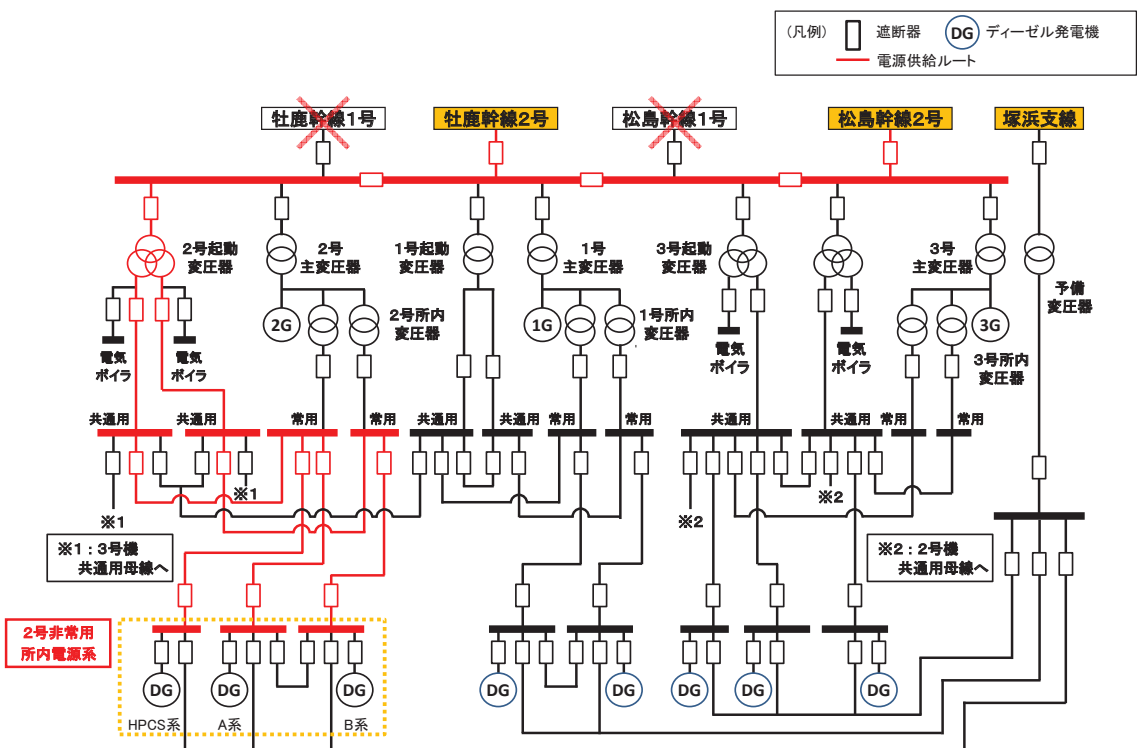 (凡例)
遮断器
DG
ディーゼル発電機
電源供給ルート
牡鹿幹線1号
牡鹿幹線2号
松島幹線1号
松島幹線2号
塚浜支線
2号起動
変圧器
2号
主変圧器
1号起動
変圧器
1号
主変圧器
3号起動
変圧器
3号
主変圧器
予備
変圧器
2G
2号所内
変圧器
1G
1号所内
変圧器
3G
3号所内
変圧器
電気
ボイラ
電気
ボイラ
電気
ボイラ
電気
ボイラ
共通用
共通用
常用
常用
共通用
共通用
常用
常用
共通用
共通用
常用
常用
※1
※1
※2
※2
※1：3号機
共通用母線へ
※2：2号機
共通用母線へ
2号非常用
所内電源系
DG
DG
DG
DG
DG
DG
DG
DG
HPCS系
A系
B系